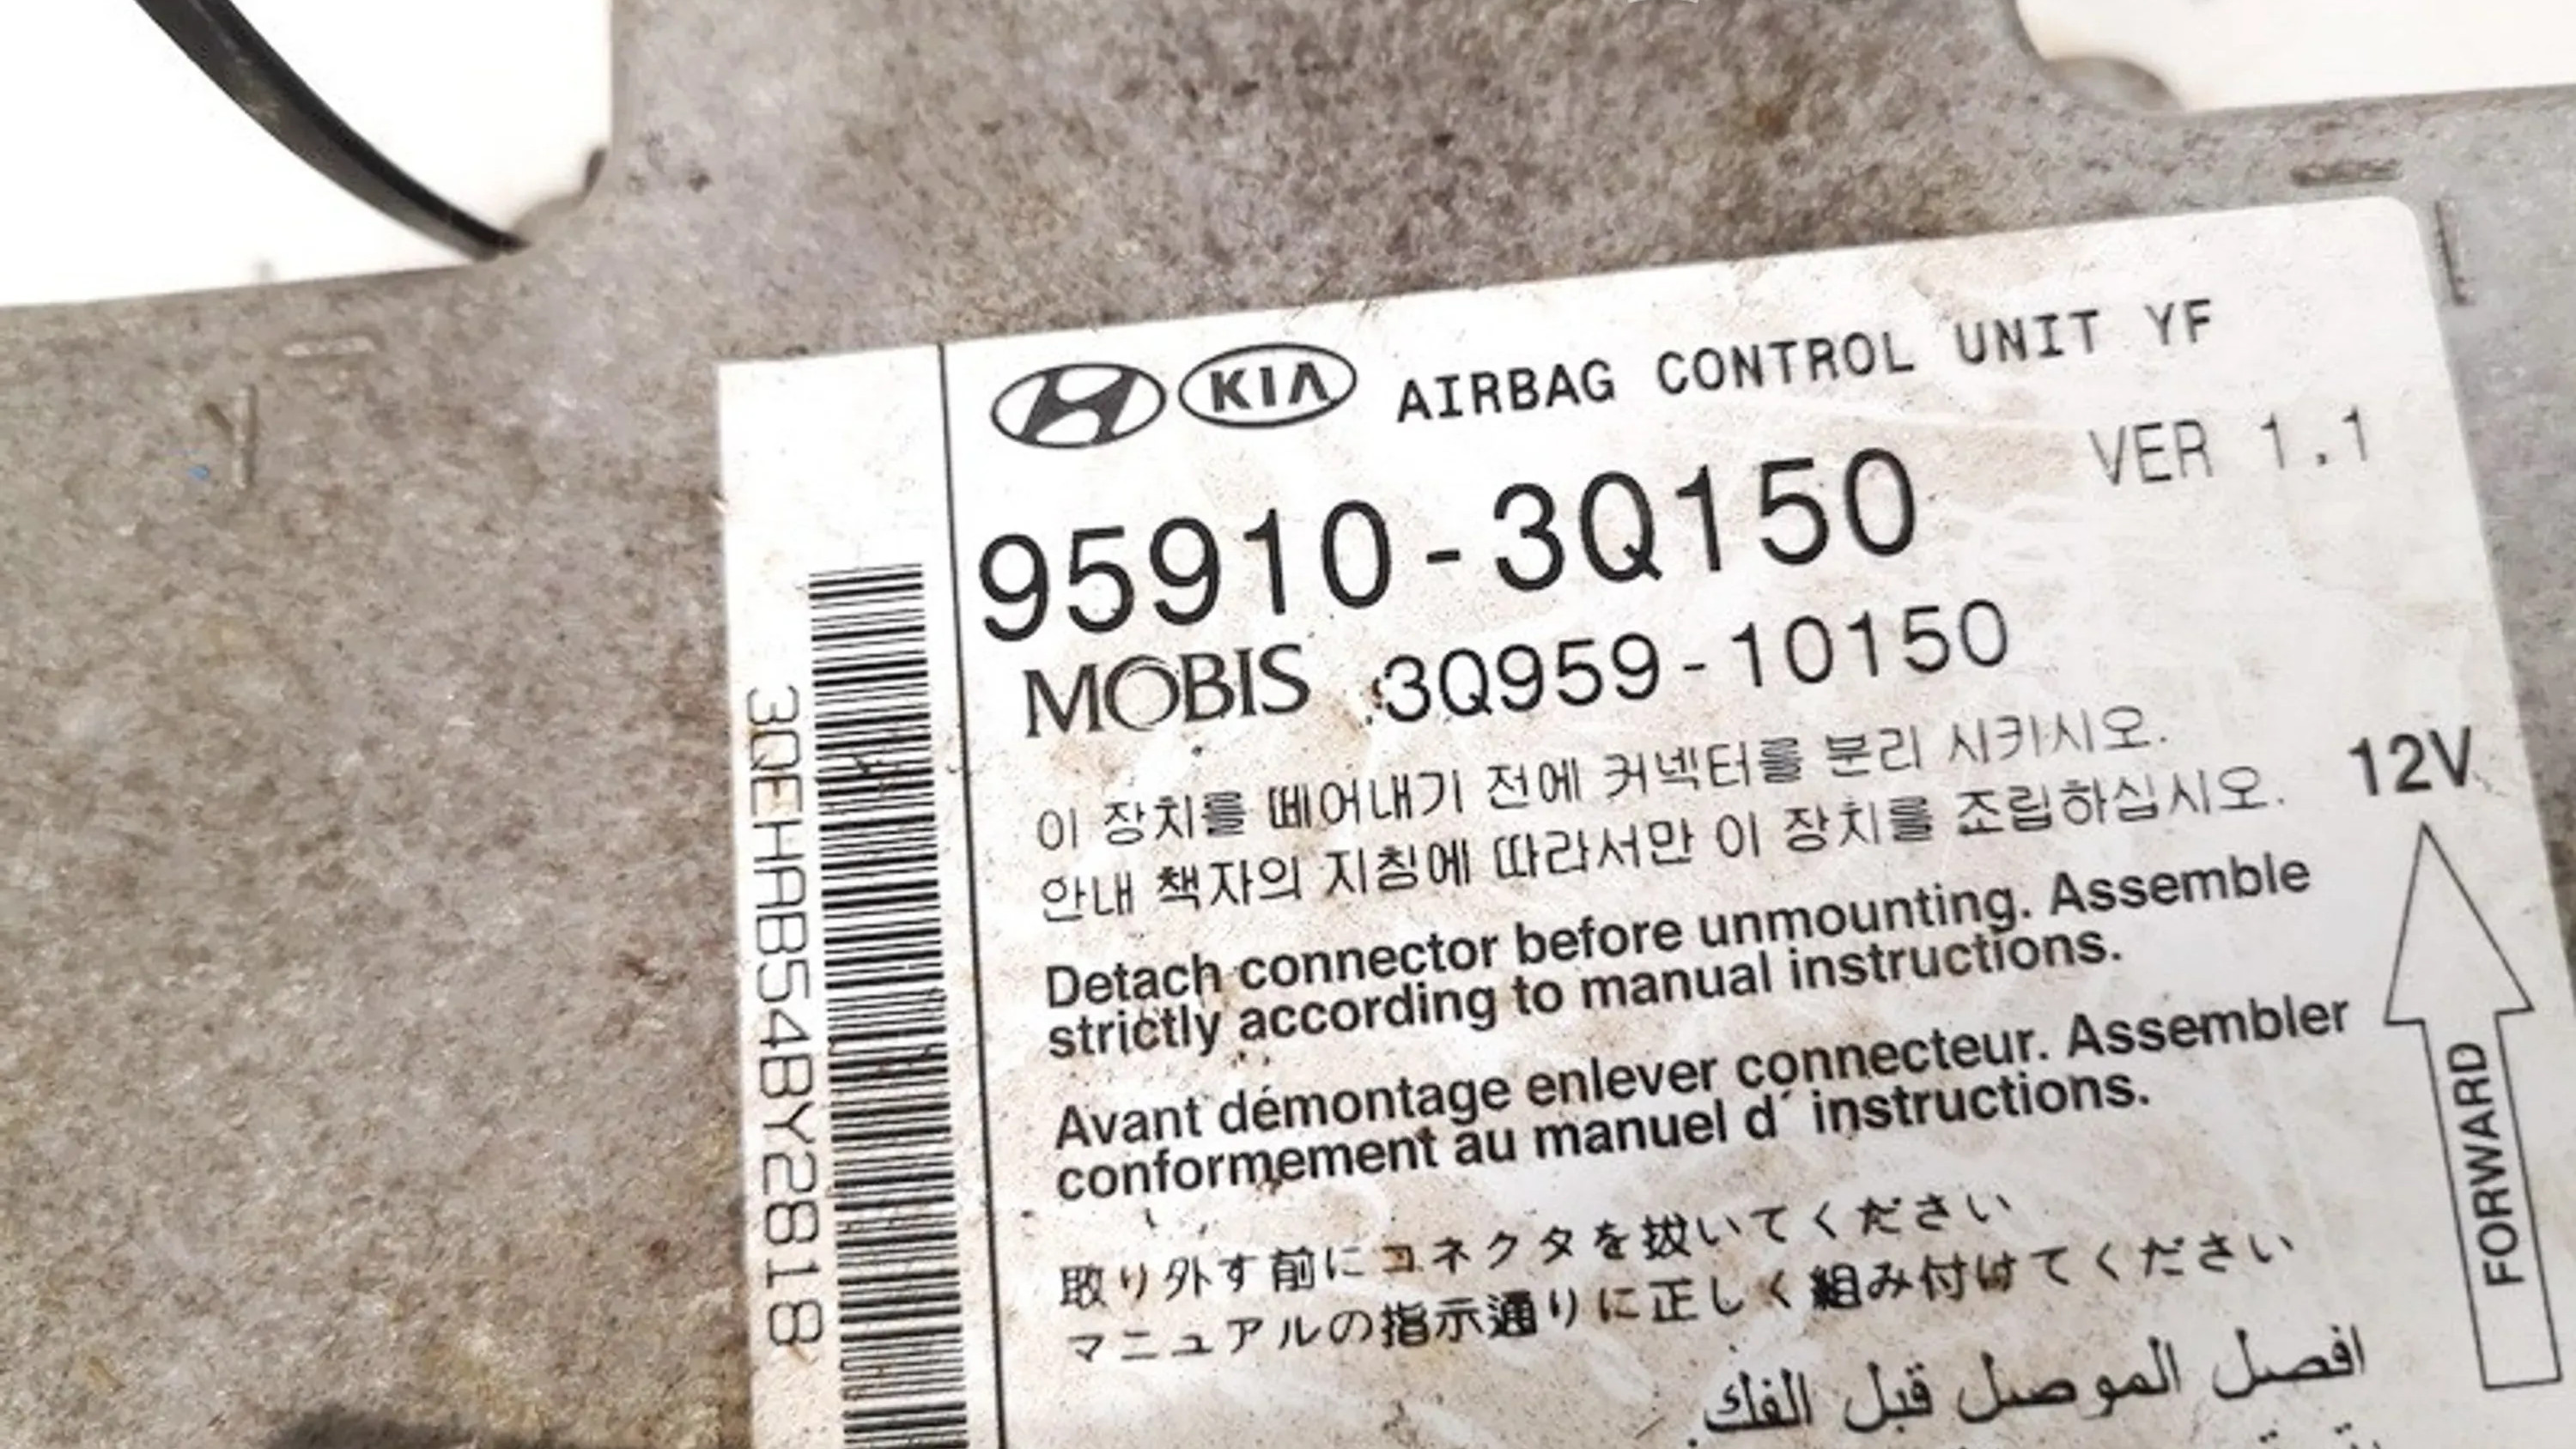 KIA AIRBAG CONTROL UNIT YF
VER 1.1
95910-3Q150
MOBIS 3Q959-10150
이 장치를 떼어내기 전에 커넥터를 분리 시키시오.
안내 책자의 지침에 따라서만 이 장치를 조립하십시오.
12V
Detach connector before unmounting. Assemble
strictly according to manual instructions.
Avant démontage enlever connecteur. Assembler
conformement au manuel d´ instructions.
取り外す前にコネクタを抜いてください
マニュアルの指示通りに正しく組み付けてください
افصل الموصل قبل الفك
FORWARD
3QEHAB54BY2818